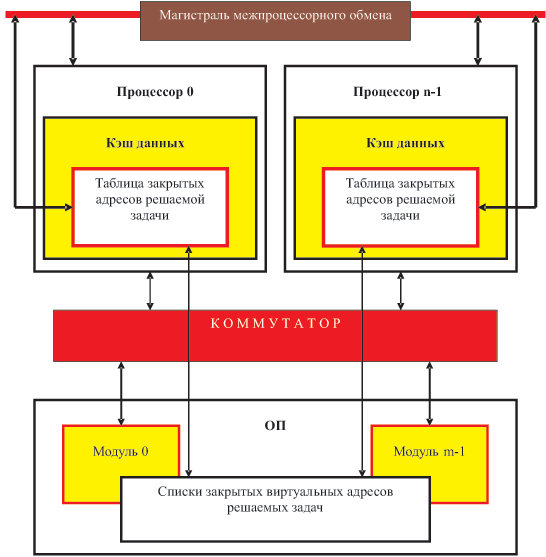 Магистраль межпроцессорного обмена
Процессор 0
Процессор n-1
Кэш данных
Кэш данных
Таблица закрытых
адресов решаемой
задачи
Таблица закрытых
адресов решаемой
задачи
КОММУТАТОР
ОП
Модуль 0
Модуль m-1
Списки закрытых виртуальных адресов
решаемых задач